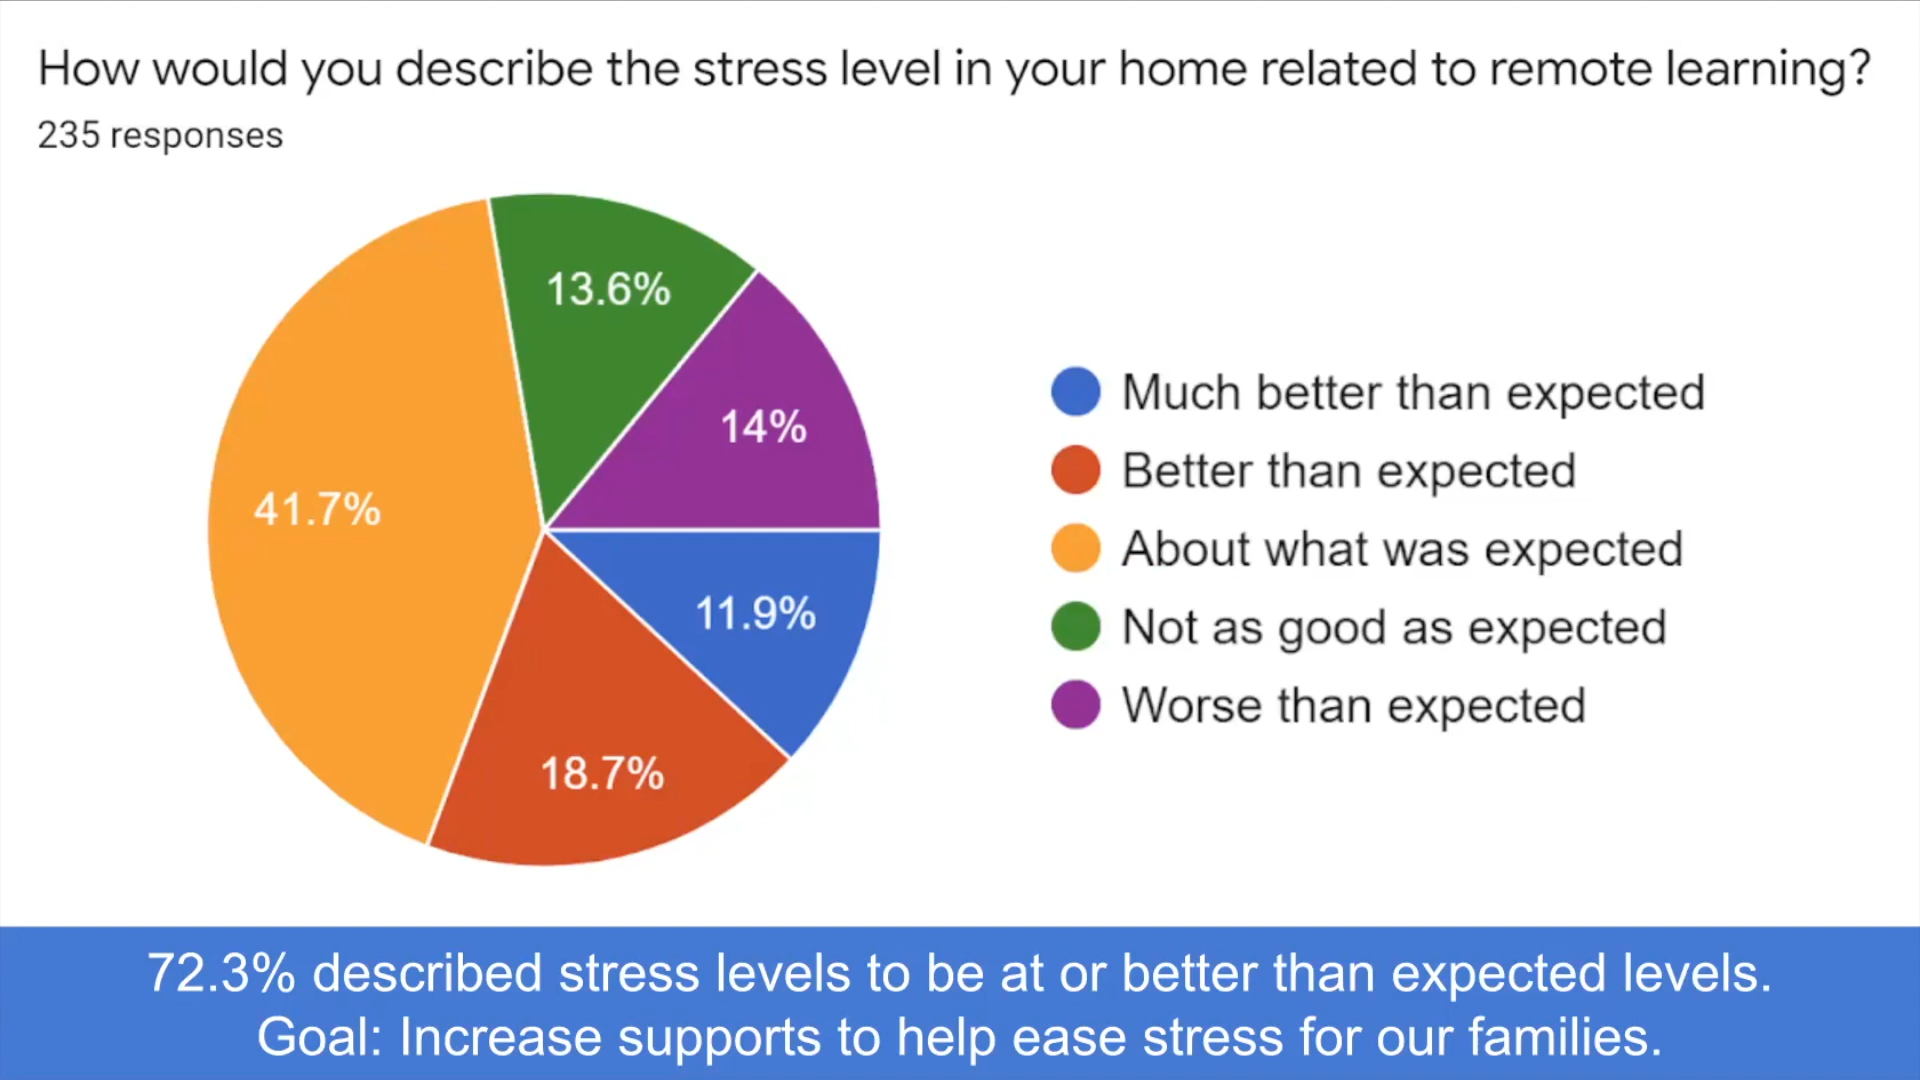 How would you describe the stress level in your home related to remote learning?
235 responses
13.6%
14%
41.7%
11.9%
18.7%
Much better than expected
Better than expected
About what was expected
Not as good as expected
Worse than expected
72.3% described stress levels to be at or better than expected levels.
Goal: Increase supports to help ease stress for our families.